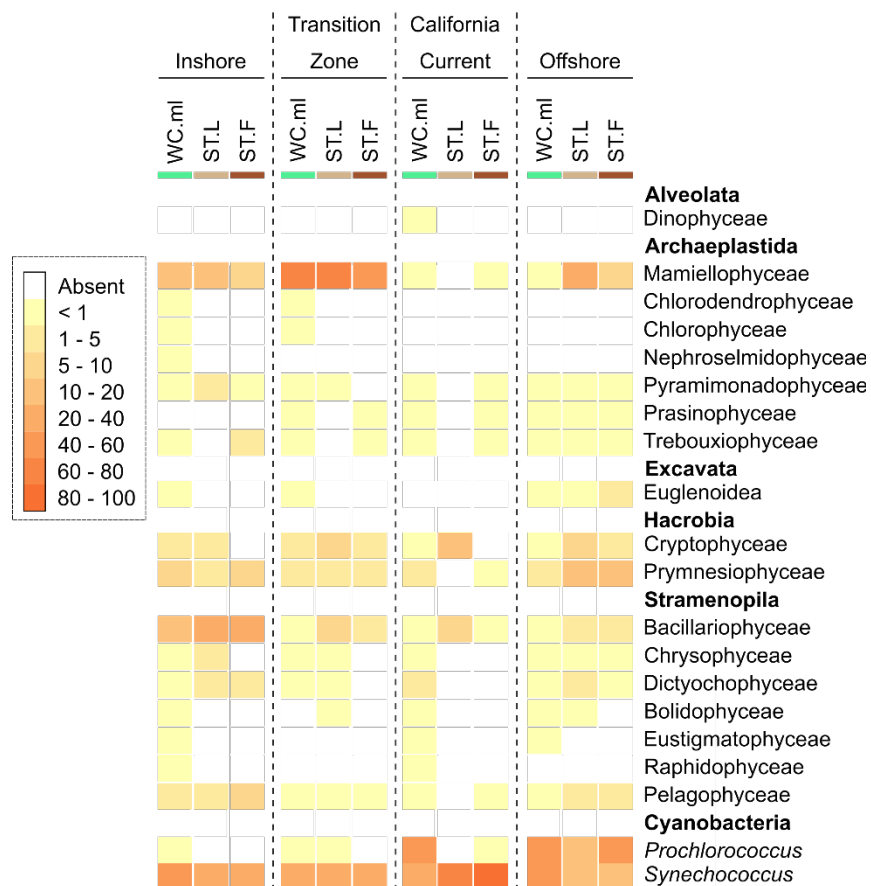 Transition California
Inshore Zone Current Offshore
WC.ml ST.L ST.F WC.ml ST.L ST.F WC.ml ST.L ST.F WC.ml ST.L ST.F
Alveolata
Dinophyceae
Archaeplastida
Mamiellophyceae
Chlorodendrophyceae
Chlorophyceae
Nephroselmidophyceae
Pyramimonadophyceae
Prasinophyceae
Trebouxiophyceae
Excavata
Euglenoidea
Hacrobia
Cryptophyceae
Prymnesiophyceae
Stramenopila
Bacillariophyceae
Chrysophyceae
Dictyochophyceae
Bolidophyceae
Eustigmatophyceae
Raphidophyceae
Pelagophyceae
Cyanobacteria
Prochlorococcus
Synechococcus
Absent
< 1
1 - 5
5 - 10
10 - 20
20 - 40
40 - 60
60 - 80
80 - 100